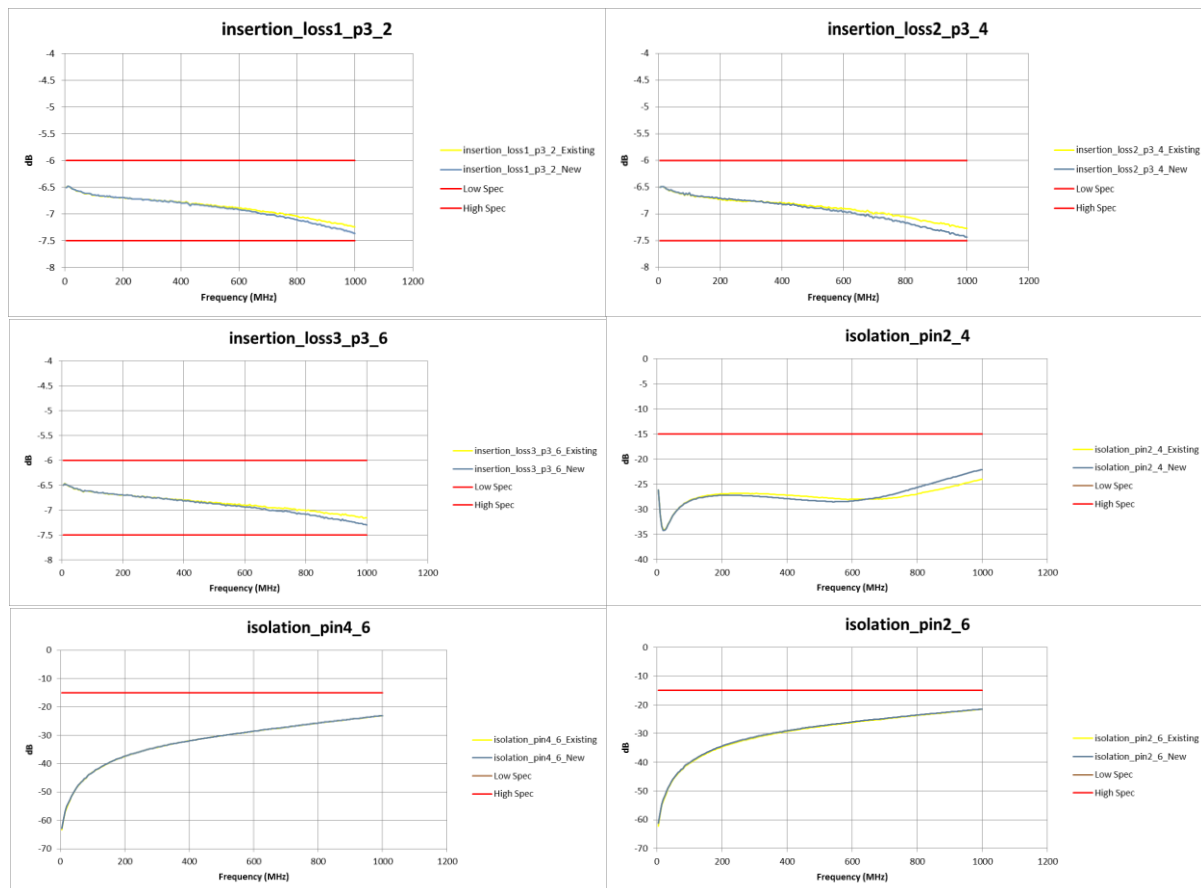 insertion_loss1_p3_2
-4
-4.5
-5
-5.5
-6
-6.5
-7
-7.5
-8
dB
0 200 400 600 800 1000 1200
Frequency (MHz)
insertion_loss1_p3_2_Existing
insertion_loss1_p3_2_New
Low Spec
High Spec
insertion_loss2_p3_4
-4
-4.5
-5
-5.5
-6
-6.5
-7
-7.5
-8
dB
0 200 400 600 800 1000 1200
Frequency (MHz)
insertion_loss2_p3_4_Existing
insertion_loss2_p3_4_New
Low Spec
High Spec
insertion_loss3_p3_6
-4
-4.5
-5
-5.5
-6
-6.5
-7
-7.5
-8
dB
0 200 400 600 800 1000 1200
Frequency (MHz)
insertion_loss3_p3_6_Existing
insertion_loss3_p3_6_New
Low Spec
High Spec
isolation_pin2_4
0
-5
-10
-15
-20
-25
-30
-35
-40
dB
0 200 400 600 800 1000 1200
Frequency (MHz)
isolation_pin2_4_Existing
isolation_pin2_4_New
Low Spec
High Spec
isolation_pin4_6
0
-10
-20
-30
-40
-50
-60
-70
dB
0 200 400 600 800 1000 1200
Frequency (MHz)
isolation_pin4_6_Existing
isolation_pin4_6_New
Low Spec
High Spec
isolation_pin2_6
0
-10
-20
-30
-40
-50
-60
-70
dB
0 200 400 600 800 1000 1200
Frequency (MHz)
isolation_pin2_6_Existing
isolation_pin2_6_New
Low Spec
High Spec